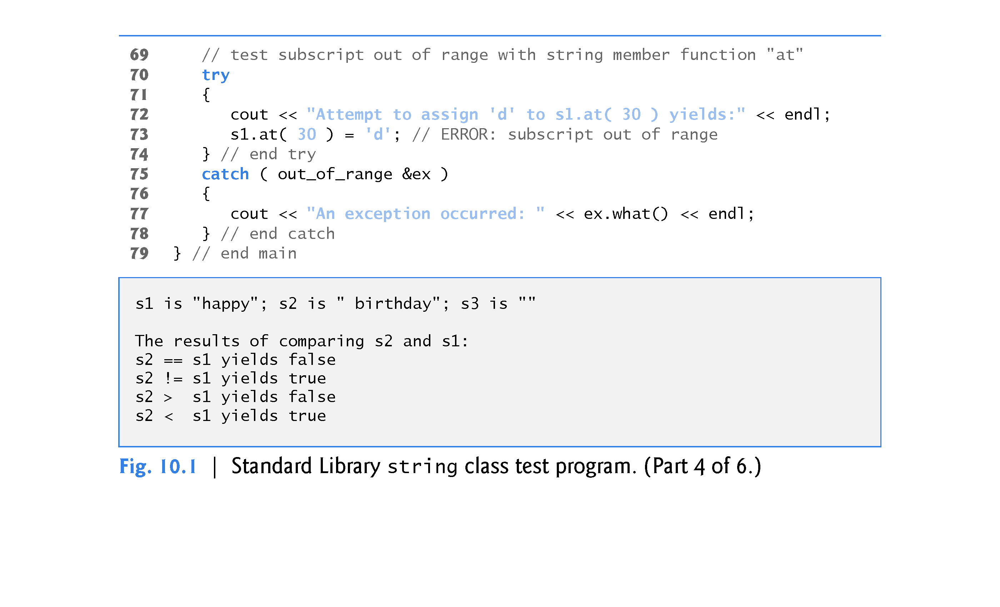 69 // test subscript out of range with string member function "at"
70 try
71 {
72 cout << "Attempt to assign 'd' to s1.at( 30 ) yields:" << endl;
73 s1.at( 30 ) = 'd'; // ERROR: subscript out of range
74 } // end try
75 catch ( out_of_range &ex )
76 {
77 cout << "An exception occurred: " << ex.what() << endl;
78 } // end catch
79 } // end main
s1 is "happy"; s2 is " birthday"; s3 is ""
The results of comparing s2 and s1:
s2 == s1 yields false
s2 != s1 yields true
s2 >  s1 yields false
s2 <  s1 yields true
Fig. 10.1 | Standard Library string class test program. (Part 4 of 6.)